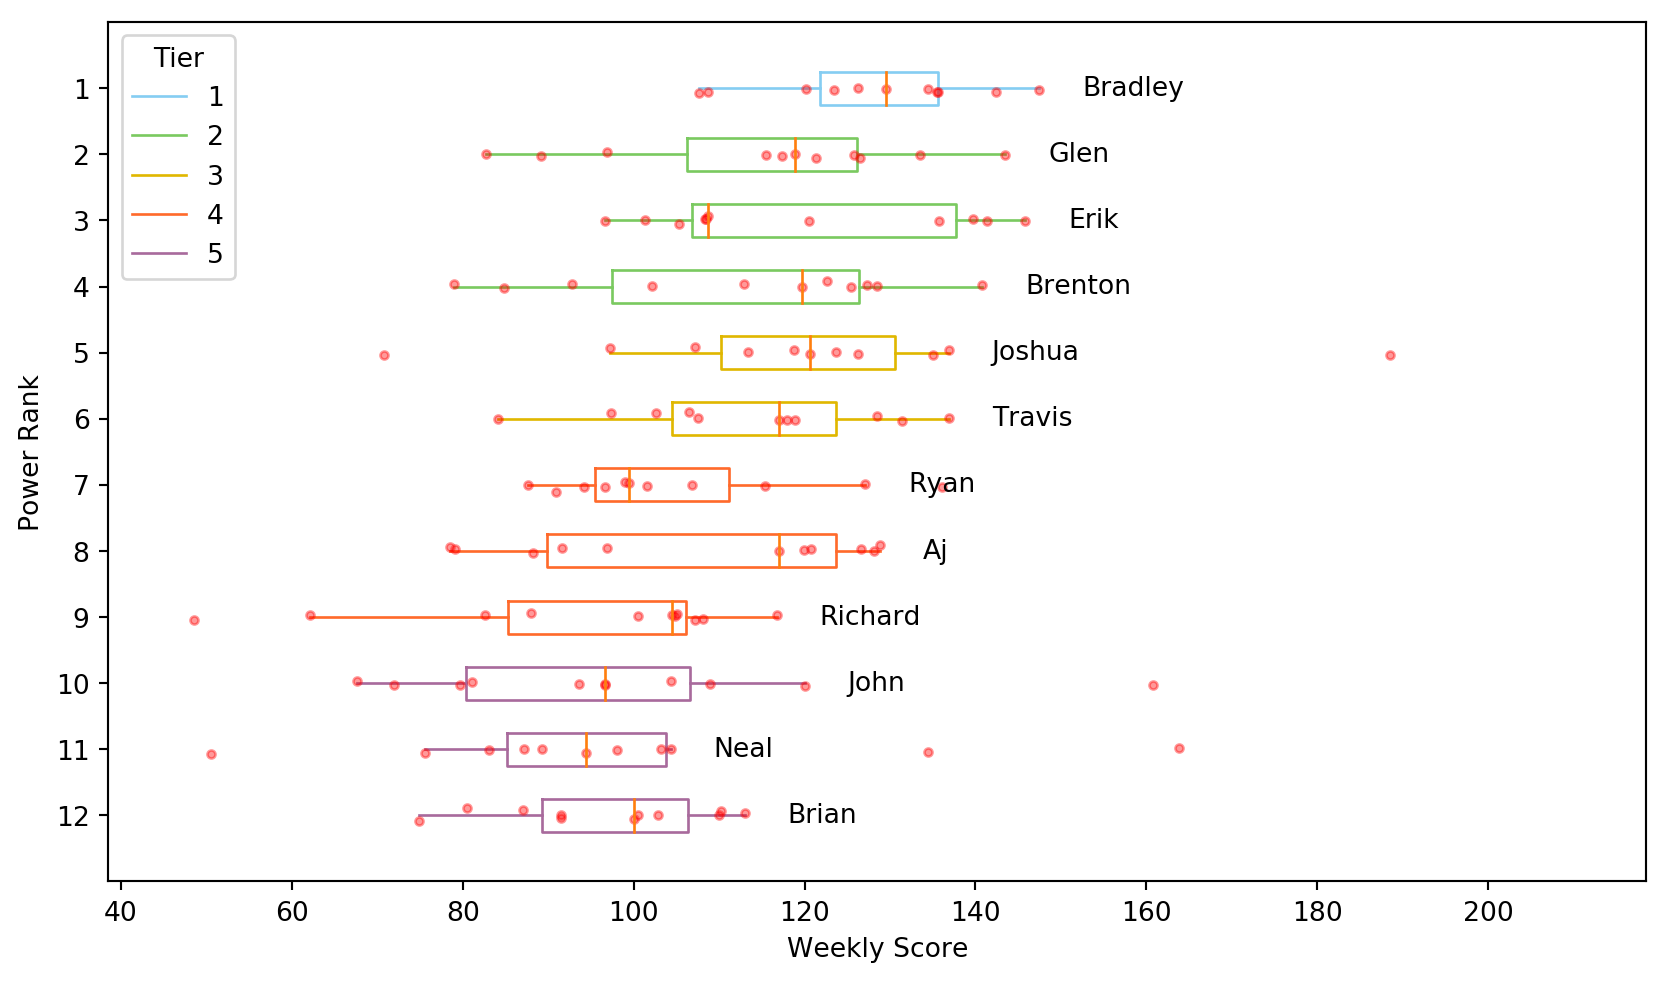 Tier
1
2
3
4
5
Power Rank
1 Bradley
2 Glen
3 Erik
4 Brenton
5 Joshua
6 Travis
7 Ryan
8 Aj
9 Richard
10 John
11 Neal
12 Brian
40 60 80 100 120 140 160 180 200
Weekly Score